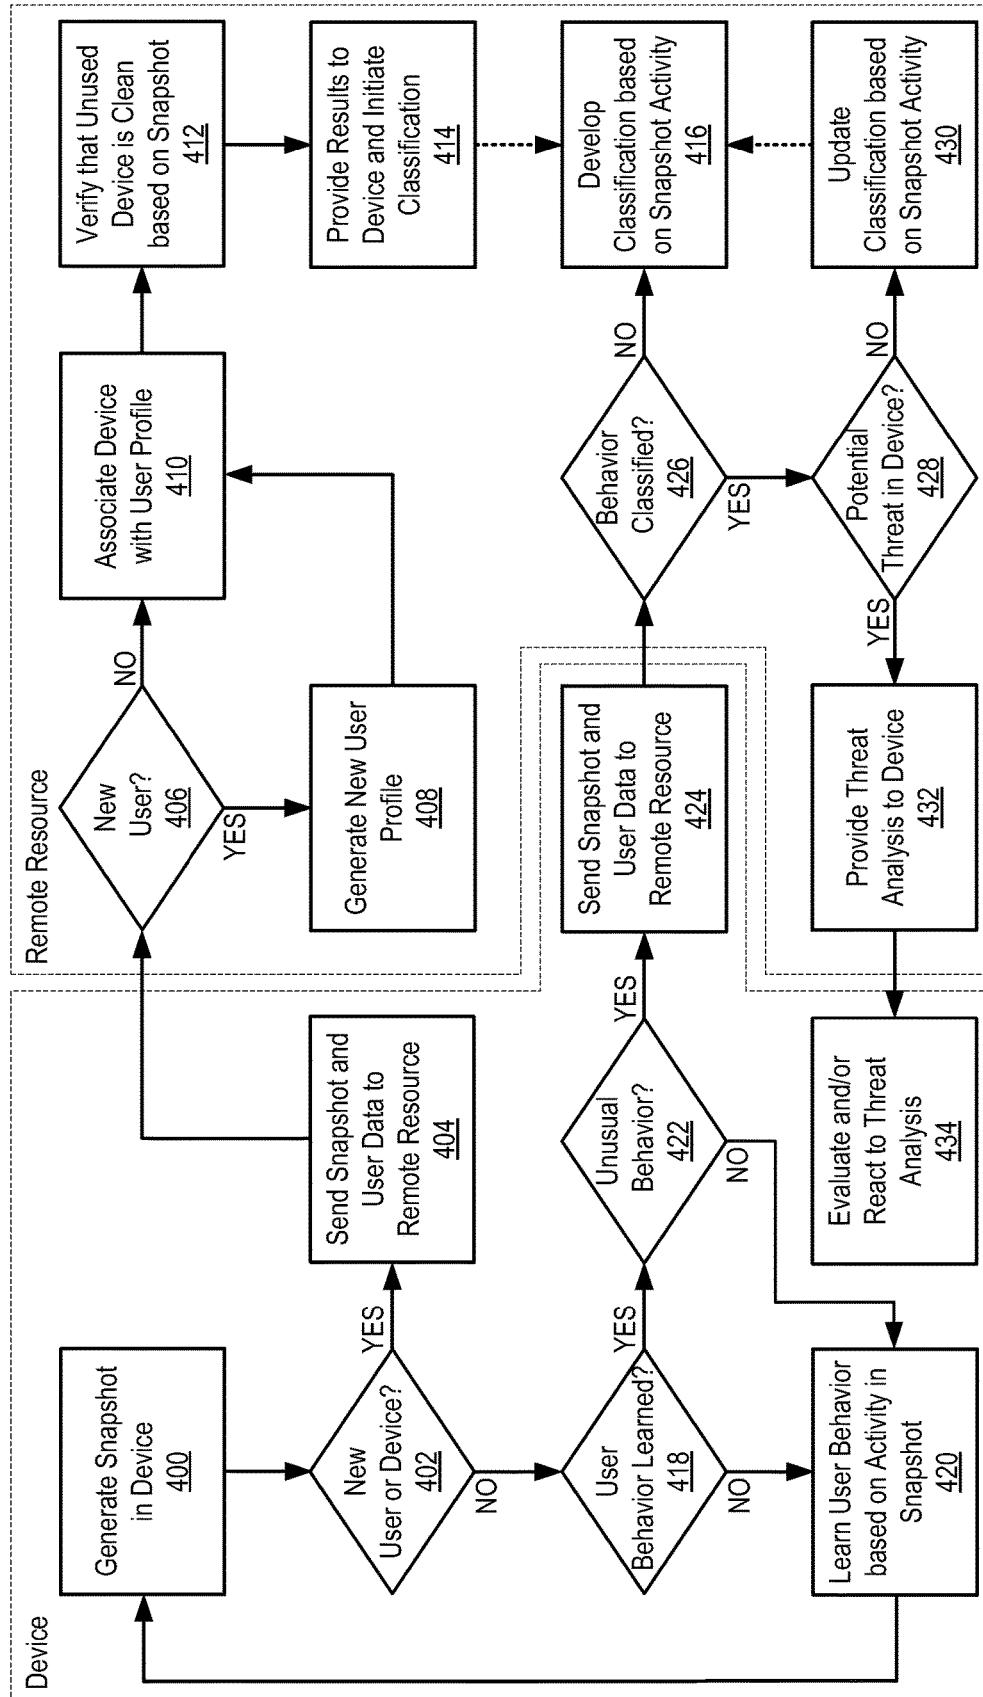 Device
Generate Snapshot
in Device
400
New
User or Device?
402
YES
NO
Send Snapshot and
User Data to
Remote Resource
404
Remote Resource
New
User?
406
NO
YES
Generate New User
Profile
408
Associate Device
with User Profile
410
Verify that Unused
Device is Clean
based on Snapshot
412
Provide Results to
Device and Initiate
Classification
414
User
Behavior Learned?
418
YES
NO
Unusual
Behavior?
422
YES
NO
Send Snapshot and
User Data to
Remote Resource
424
Behavior
Classified?
426
NO
YES
Develop
Classification based
on Snapshot Activity
416
Learn User Behavior
based on Activity in
Snapshot
420
Evaluate and/or
React to Threat
Analysis
434
Provide Threat
Analysis to Device
432
YES
Potential
Threat in Device?
428
NO
Update
Classification based
on Snapshot Activity
430